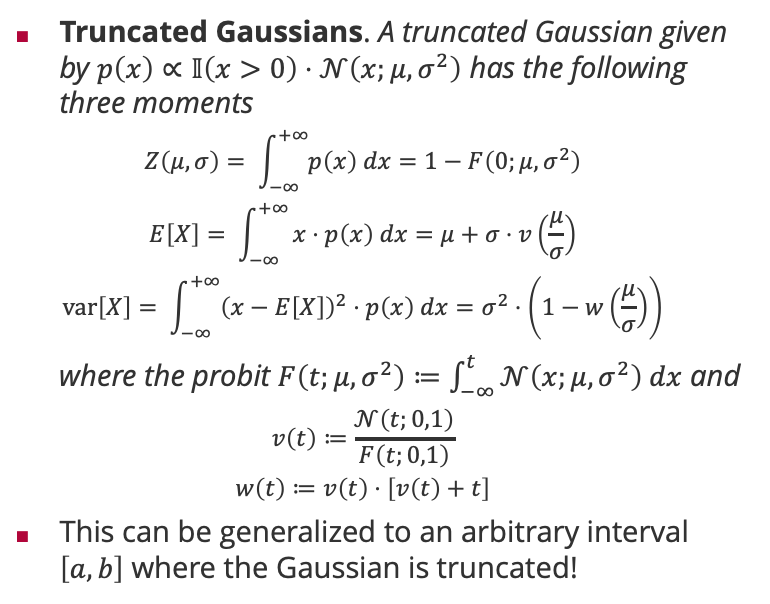 ▪ Truncated Gaussians. A truncated Gaussian given
by p(x) ∝ 𝕀(x > 0) · 𝒩(x; μ, σ²) has the following
three moments
Z(μ, σ) = ∫_{−∞}^{+∞} p(x) dx = 1 − F(0; μ, σ²)
E[X] = ∫_{−∞}^{+∞} x · p(x) dx = μ + σ · v(μ/σ)
var[X] = ∫_{−∞}^{+∞} (x − E[X])² · p(x) dx = σ² · (1 − w(μ/σ))
where the probit F(t; μ, σ²) ≔ ∫_{−∞}^{t} 𝒩(x; μ, σ²) dx and
v(t) ≔ 𝒩(t; 0,1) / F(t; 0,1)
w(t) ≔ v(t) · [v(t) + t]
▪ This can be generalized to an arbitrary interval
[a, b] where the Gaussian is truncated!